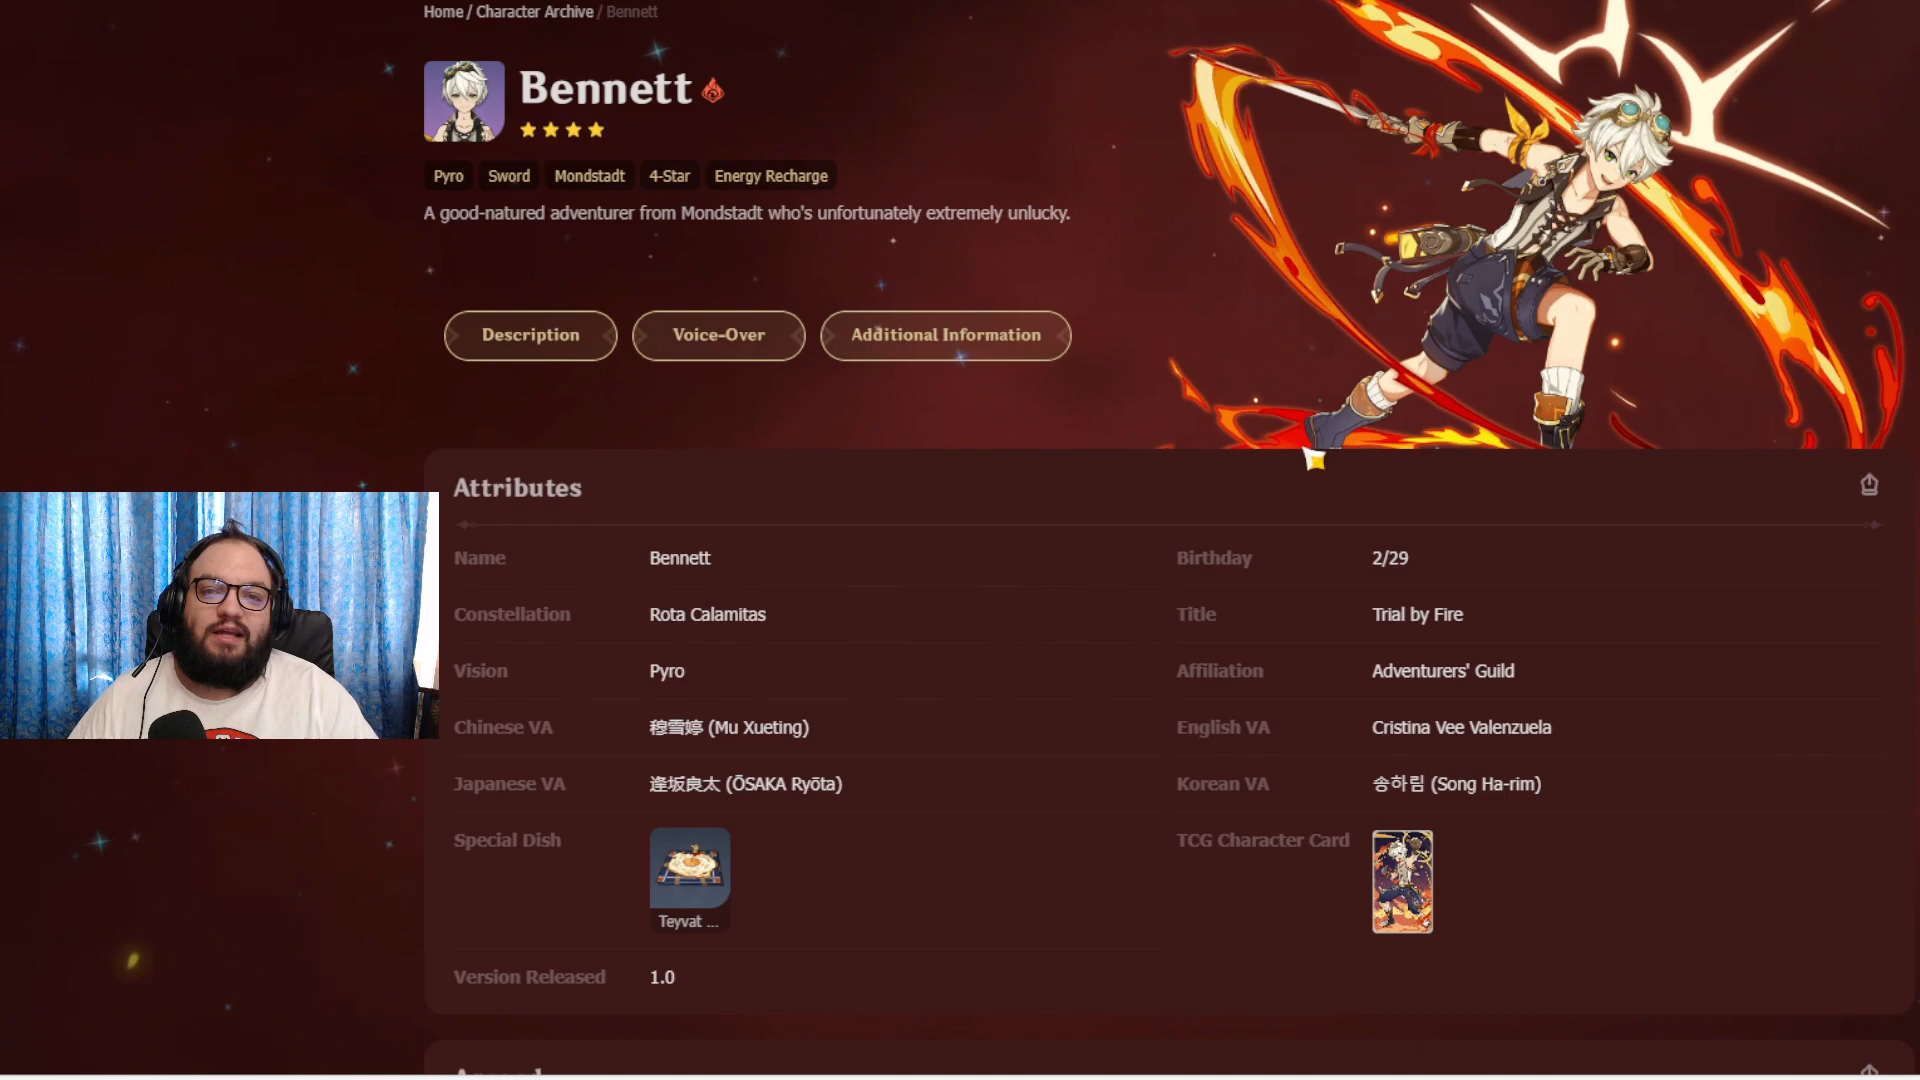 Home / Character Archive / Bennett
Bennett
Pyro Sword Mondstadt 4-Star Energy Recharge
A good-natured adventurer from Mondstadt who's unfortunately extremely unlucky.
Description Voice-Over Additional Information
Attributes
Name Bennett Birthday 2/29
Constellation Rota Calamitas Title Trial by Fire
Vision Pyro Affiliation Adventurers' Guild
Chinese VA 穆雪婷 (Mu Xueting) English VA Cristina Vee Valenzuela
Japanese VA 逢坂良太 (ŌSAKA Ryōta) Korean VA 송하림 (Song Ha-rim)
Special Dish TCG Character Card
Teyvat ...
Version Released 1.0